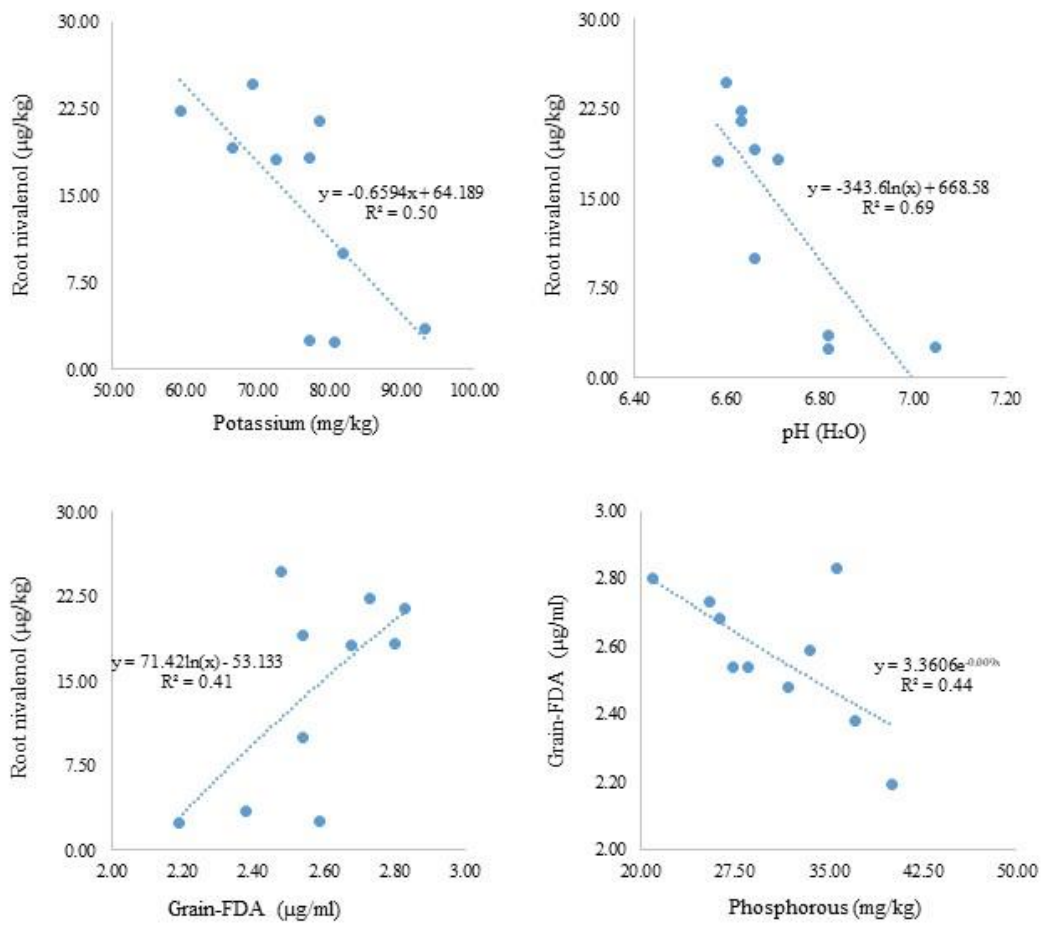 30.00
22.50
15.00
7.50
0.00
Root nivalenol (µg/kg)
y = -0.6594x + 64.189
R² = 0.50
50.00 60.00 70.00 80.00 90.00 100.00
Potassium (mg/kg)
30.00
22.50
15.00
7.50
0.00
Root nivalenol (µg/kg)
y = -343.6ln(x) + 668.58
R² = 0.69
6.40 6.60 6.80 7.00 7.20
pH (H₂O)
30.00
22.50
15.00
7.50
0.00
Root nivalenol (µg/kg)
y = 71.42ln(x) - 53.133
R² = 0.41
2.00 2.20 2.40 2.60 2.80 3.00
Grain-FDA (µg/ml)
3.00
2.80
2.60
2.40
2.20
2.00
Grain-FDA (µg/ml)
y = 3.3606e⁻⁰·⁰⁰⁹ˣ
R² = 0.44
20.00 27.50 35.00 42.50 50.00
Phosphorous (mg/kg)